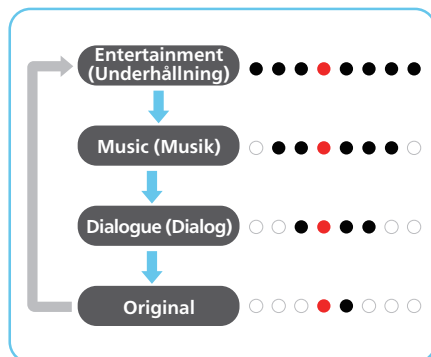 Entertainment
(Underhållning)
Music (Musik)
Dialogue (Dialog)
Original